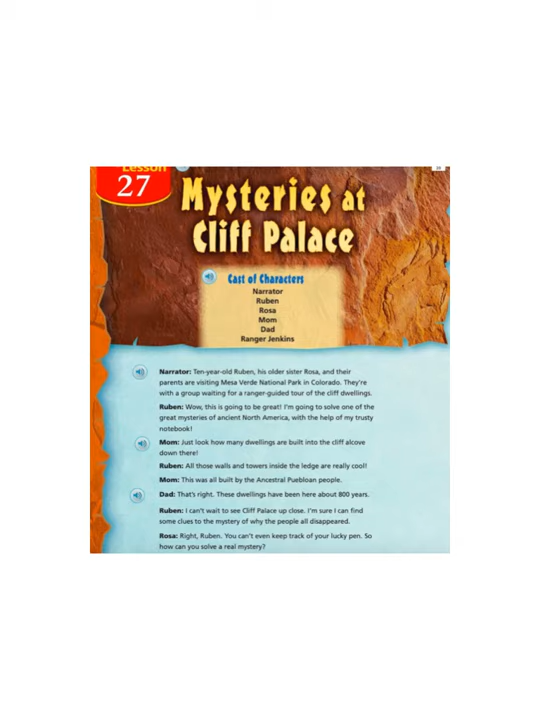 Lesson
27
Mysteries at
Cliff Palace
Cast of Characters
Narrator
Ruben
Rosa
Mom
Dad
Ranger Jenkins
Narrator: Ten-year-old Ruben, his older sister Rosa, and their
parents are visiting Mesa Verde National Park in Colorado. They're
with a group waiting for a ranger-guided tour of the cliff dwellings.
Ruben: Wow, this is going to be great! I'm going to solve one of the
great mysteries of ancient North America, with the help of my trusty
notebook!
Mom: Just look how many dwellings are built into the cliff alcove
down there!
Ruben: All those walls and towers inside the ledge are really cool!
Mom: This was all built by the Ancestral Puebloan people.
Dad: That's right. These dwellings have been here about 800 years.
Ruben: I can't wait to see Cliff Palace up close. I'm sure I can find
some clues to the mystery of why the people all disappeared.
Rosa: Right, Ruben. You can't even keep track of your lucky pen. So
how can you solve a real mystery?